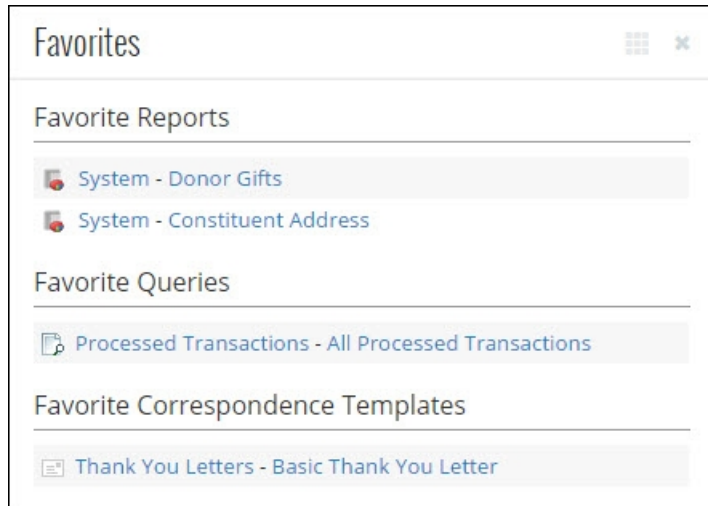 Favorites
Favorite Reports
System - Donor Gifts
System - Constituent Address
Favorite Queries
Processed Transactions - All Processed Transactions
Favorite Correspondence Templates
Thank You Letters - Basic Thank You Letter